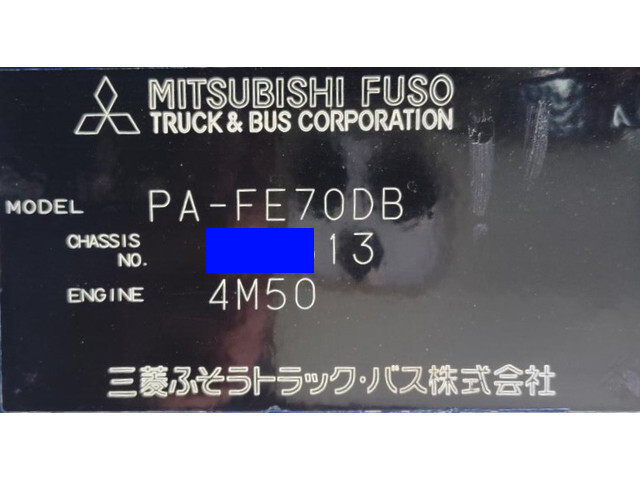 MITSUBISHI FUSO
TRUCK & BUS CORPORATION
MODEL PA-FE70DB
CHASSIS NO. 13
ENGINE 4M50
三菱ふそうトラック・バス株式会社